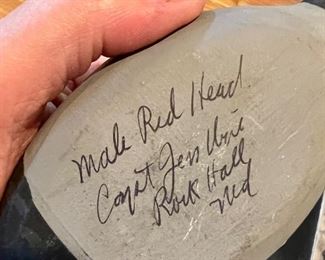 Male Red Head
Capt Jess Urie
Rock Hall
Md